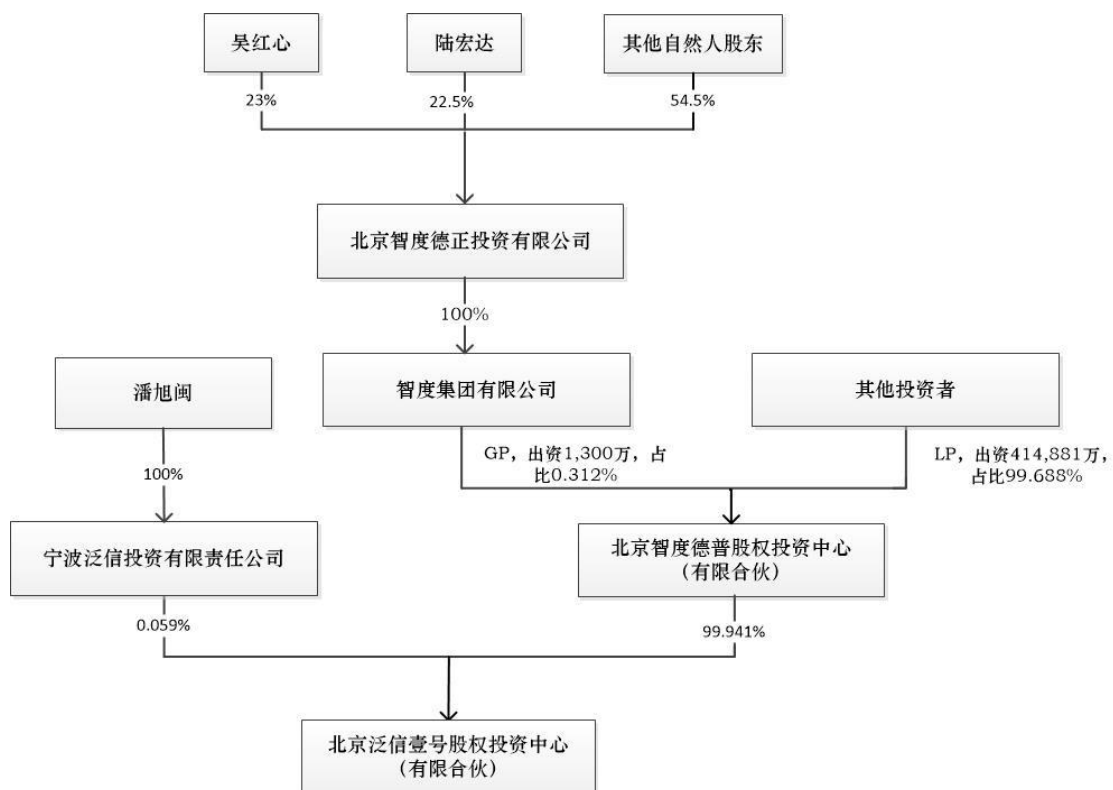 吴红心
陆宏达
其他自然人股东
23%
22.5%
54.5%
北京智度德正投资有限公司
100%
潘旭闽
智度集团有限公司
其他投资者
GP，出资1,300万，占
比0.312%
LP，出资414,881万，
占比99.688%
100%
宁波泛信投资有限责任公司
北京智度德普股权投资中心
（有限合伙）
0.059%
99.941%
北京泛信壹号股权投资中心
（有限合伙）